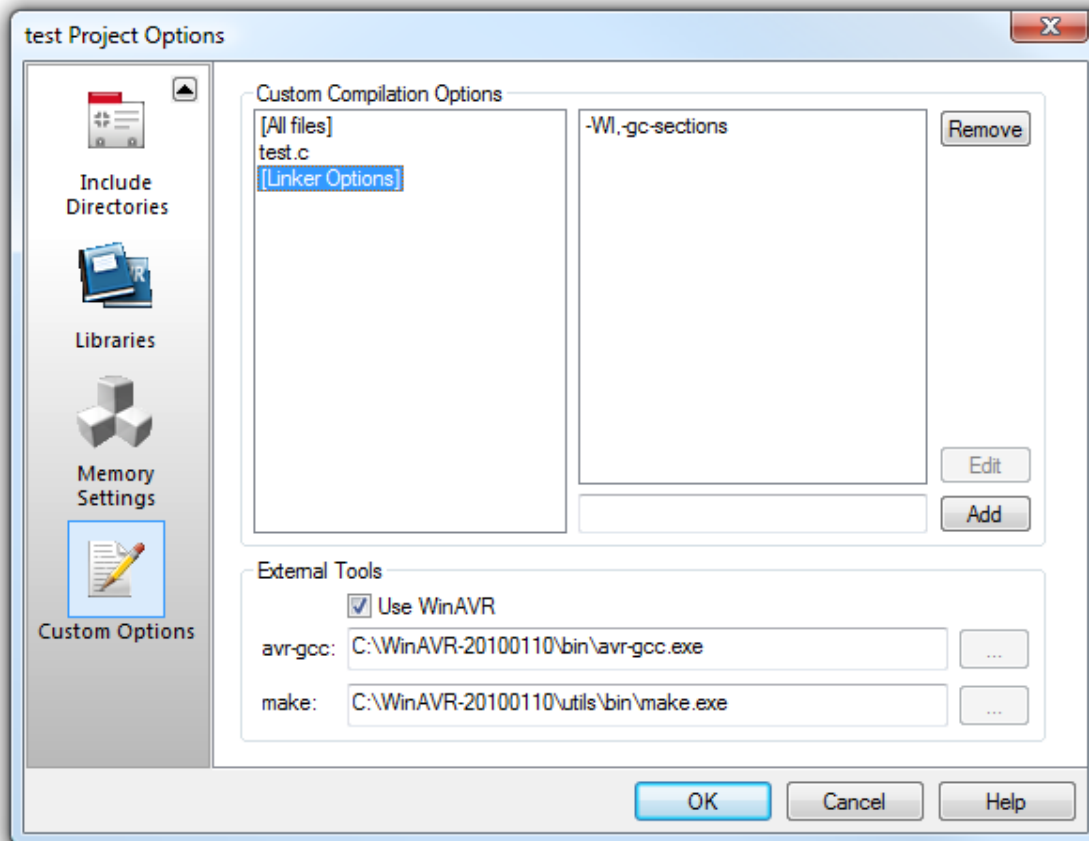 test Project Options
Include
Directories
Libraries
Memory
Settings
Custom Options
Custom Compilation Options
[All files]
test.c
[Linker Options]
-Wl,-gc-sections
Remove
Edit
Add
External Tools
Use WinAVR
avr-gcc: C:\WinAVR-20100110\bin\avr-gcc.exe ...
make: C:\WinAVR-20100110\utils\bin\make.exe ...
OK Cancel Help